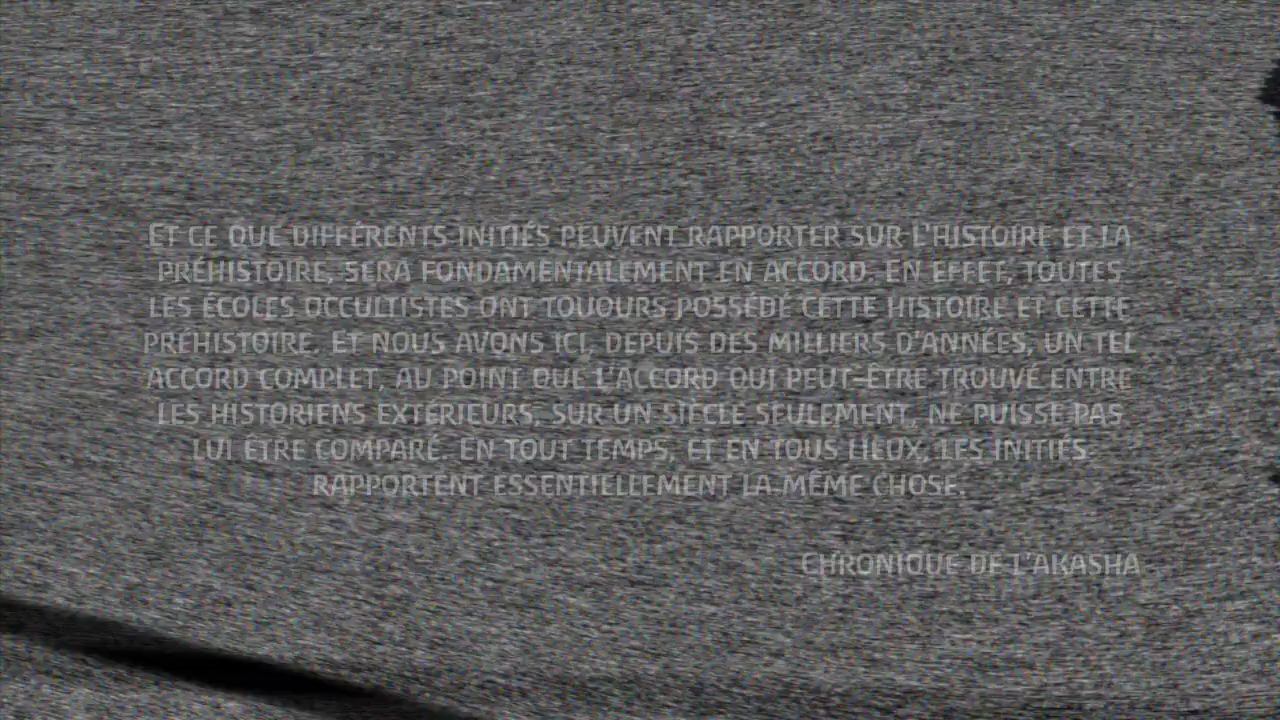 ET CE QUE DIFFÉRENTS INITIÉS PEUVENT RAPPORTER SUR L'HISTOIRE ET LA
PRÉHISTOIRE, SERA FONDAMENTALEMENT EN ACCORD. EN EFFET, TOUTES
LES ÉCOLES OCCULTISTES ONT TOUJOURS POSSÉDÉ CETTE HISTOIRE ET CETTE
PRÉHISTOIRE. ET NOUS AVONS ICI, DEPUIS DES MILLIERS D'ANNÉES, UN TEL
ACCORD COMPLET, AU POINT QUE L'ACCORD QUI PEUT-ÊTRE TROUVÉ ENTRE
LES HISTORIENS EXTÉRIEURS, SUR UN SIÈCLE SEULEMENT, NE PUISSE PAS
LUI ÊTRE COMPARÉ. EN TOUT TEMPS, ET EN TOUS LIEUX, LES INITIÉS
RAPPORTENT ESSENTIELLEMENT LA MÊME CHOSE.
CHRONIQUE DE L'AKASHA